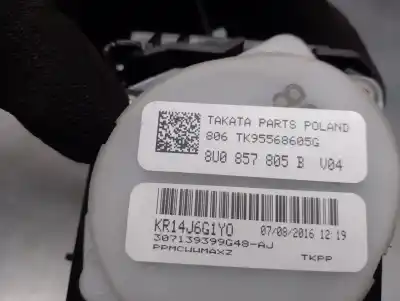 TAKATA PARTS POLAND
806 TK95568605G
8U0 857 805 B V04
KR14J6G1Y0 07/08/2016 12:19
307139399G48-AJ
PPMCWWMAXZ TKPP